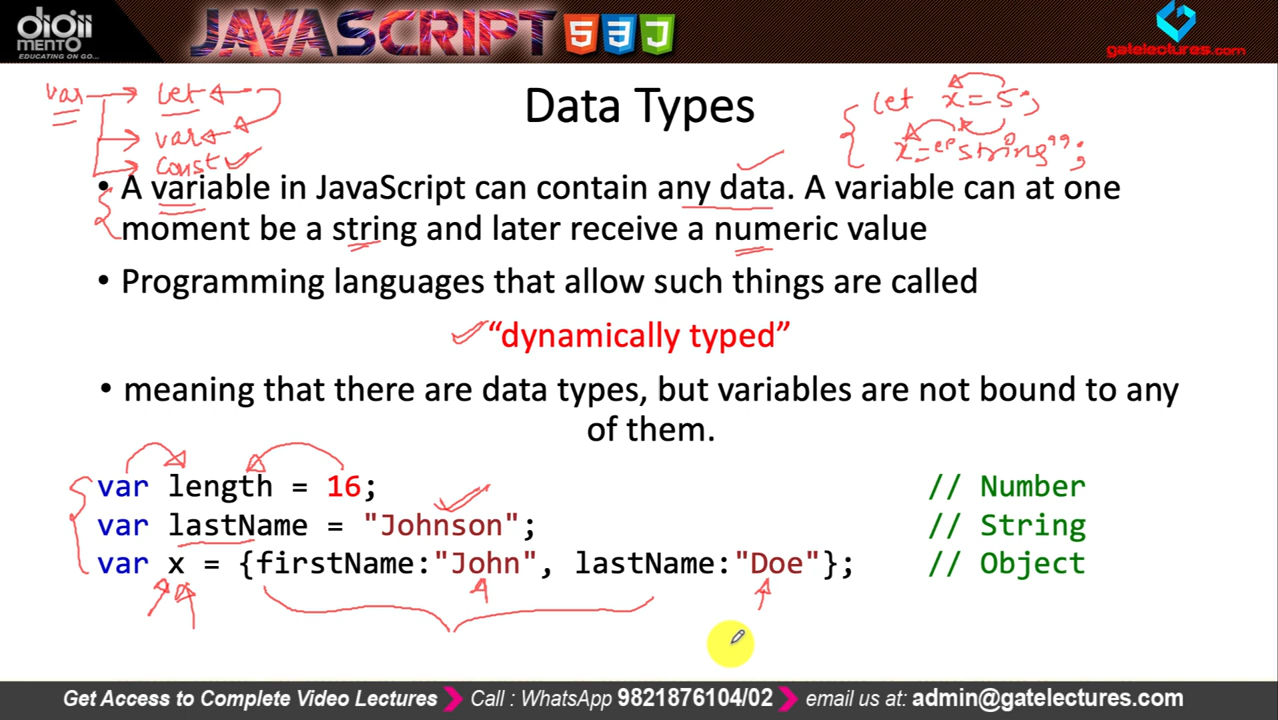 DIGII
MENTO
EDUCATING ON GO...
JAVASCRIPT 5 3 J
gatelectures.com
Data Types
var → let
var
const
let x = 5;
x = "string";
• A variable in JavaScript can contain any data. A variable can at one
moment be a string and later receive a numeric value
• Programming languages that allow such things are called
"dynamically typed"
• meaning that there are data types, but variables are not bound to any
of them.
var length = 16; // Number
var lastName = "Johnson"; // String
var x = {firstName:"John", lastName:"Doe"}; // Object
Get Access to Complete Video Lectures Call : WhatsApp 9821876104/02 email us at: admin@gatelectures.com